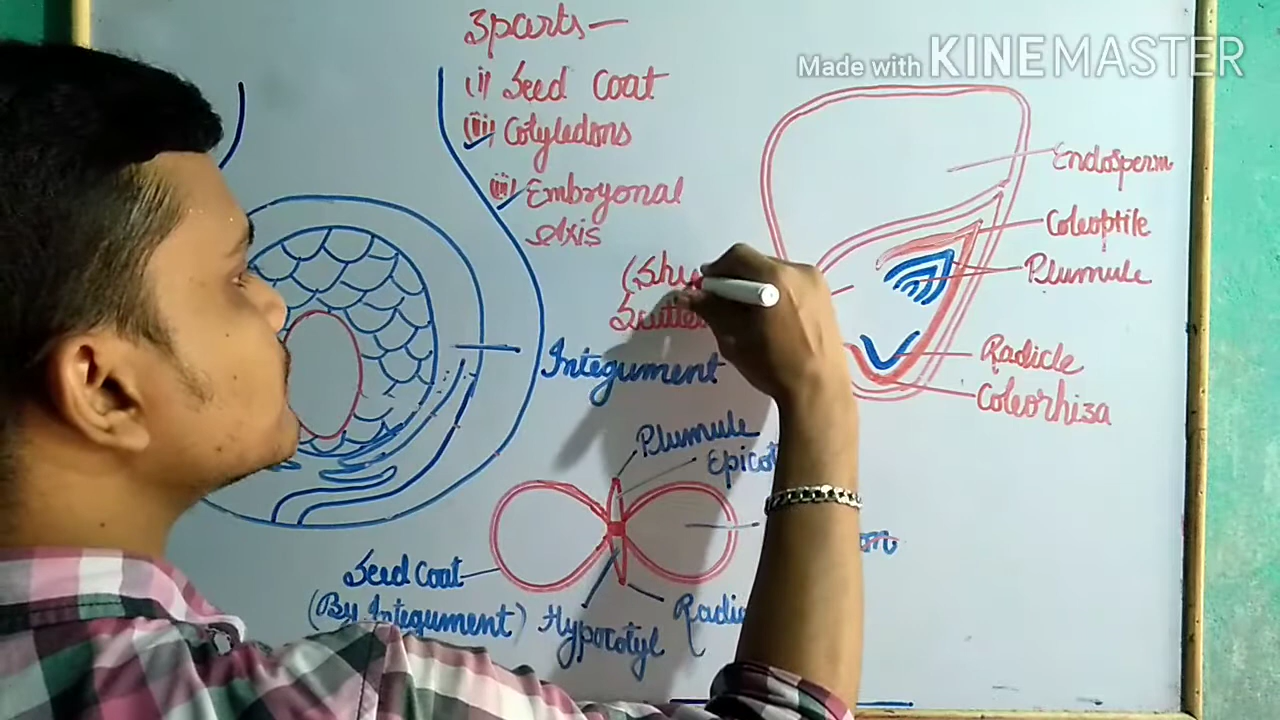 3parts—
(i) Seed Coat
(ii) Cotyledons
(iii) Embryonal
Axis
Made with KINEMASTER
Endosperm
Coleoptile
Plumule
Radicle
Coleorhiza
Integument
Plumule
Seed Coat
(By Integument)
Hypocotyl